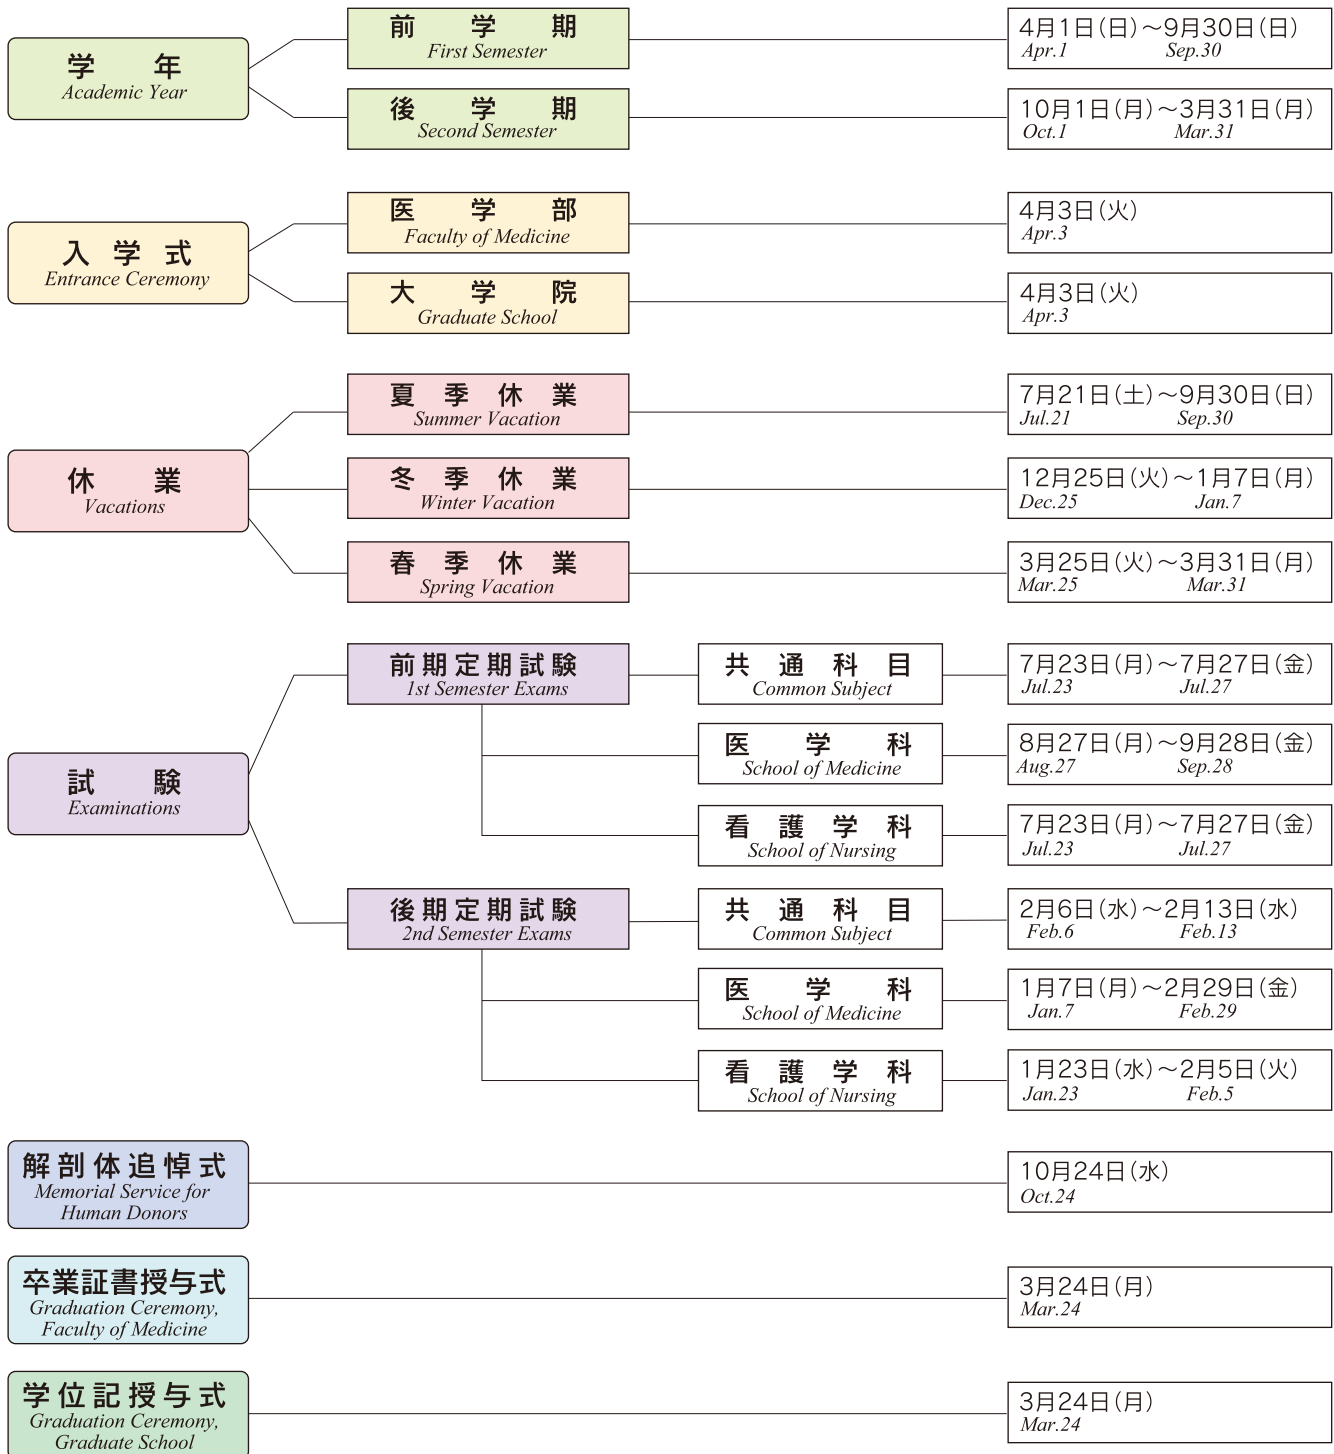 学年
Academic Year
前学期
First Semester
4月1日(日)〜9月30日(日)
Apr.1 Sep.30
後学期
Second Semester
10月1日(月)〜3月31日(月)
Oct.1 Mar.31
入学式
Entrance Ceremony
医学部
Faculty of Medicine
4月3日(火)
Apr.3
大学院
Graduate School
4月3日(火)
Apr.3
休業
Vacations
夏季休業
Summer Vacation
7月21日(土)〜9月30日(日)
Jul.21 Sep.30
冬季休業
Winter Vacation
12月25日(火)〜1月7日(月)
Dec.25 Jan.7
春季休業
Spring Vacation
3月25日(火)〜3月31日(月)
Mar.25 Mar.31
試験
Examinations
前期定期試験
1st Semester Exams
共通科目
Common Subject
7月23日(月)〜7月27日(金)
Jul.23 Jul.27
医学科
School of Medicine
8月27日(月)〜9月28日(金)
Aug.27 Sep.28
看護学科
School of Nursing
7月23日(月)〜7月27日(金)
Jul.23 Jul.27
後期定期試験
2nd Semester Exams
共通科目
Common Subject
2月6日(水)〜2月13日(水)
Feb.6 Feb.13
医学科
School of Medicine
1月7日(月)〜2月29日(金)
Jan.7 Feb.29
看護学科
School of Nursing
1月23日(水)〜2月5日(火)
Jan.23 Feb.5
解剖体追悼式
Memorial Service for
Human Donors
10月24日(水)
Oct.24
卒業証書授与式
Graduation Ceremony,
Faculty of Medicine
3月24日(月)
Mar.24
学位記授与式
Graduation Ceremony,
Graduate School
3月24日(月)
Mar.24